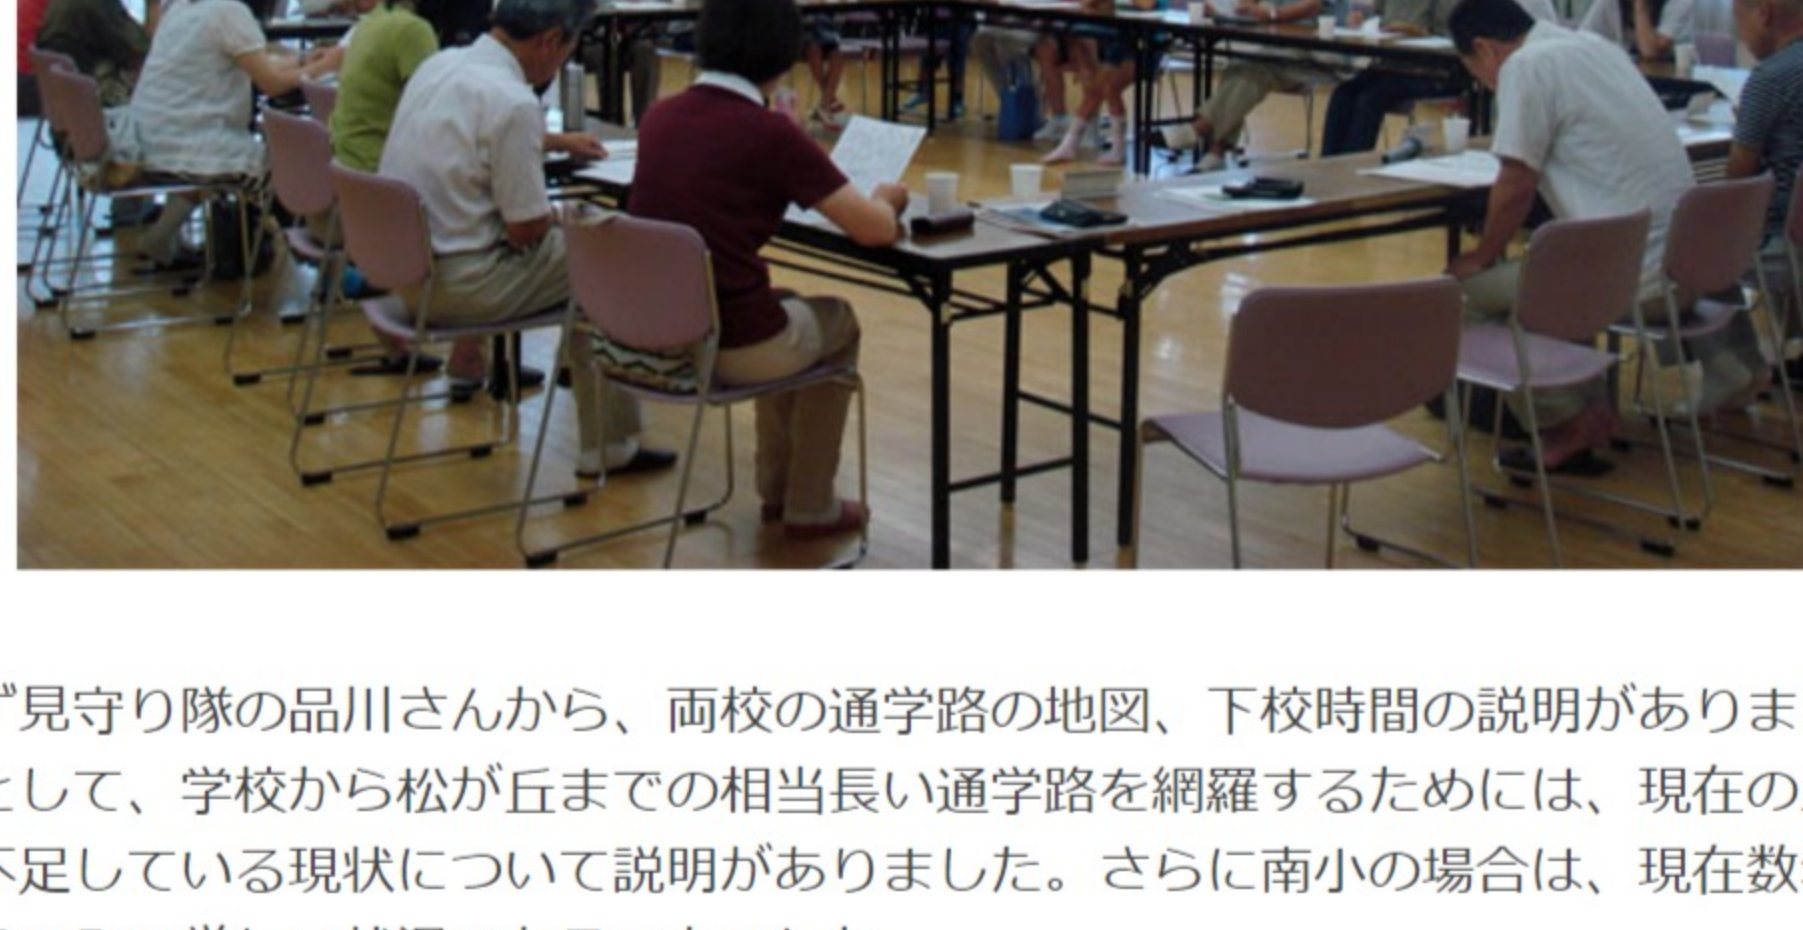 ず見守り隊の品川さんから、両校の通学路の地図、下校時間の説明がありま
として、学校から松が丘までの相当長い通学路を網羅するためには、現在の
不足している現状について説明がありました。さらに南小の場合は、現在数